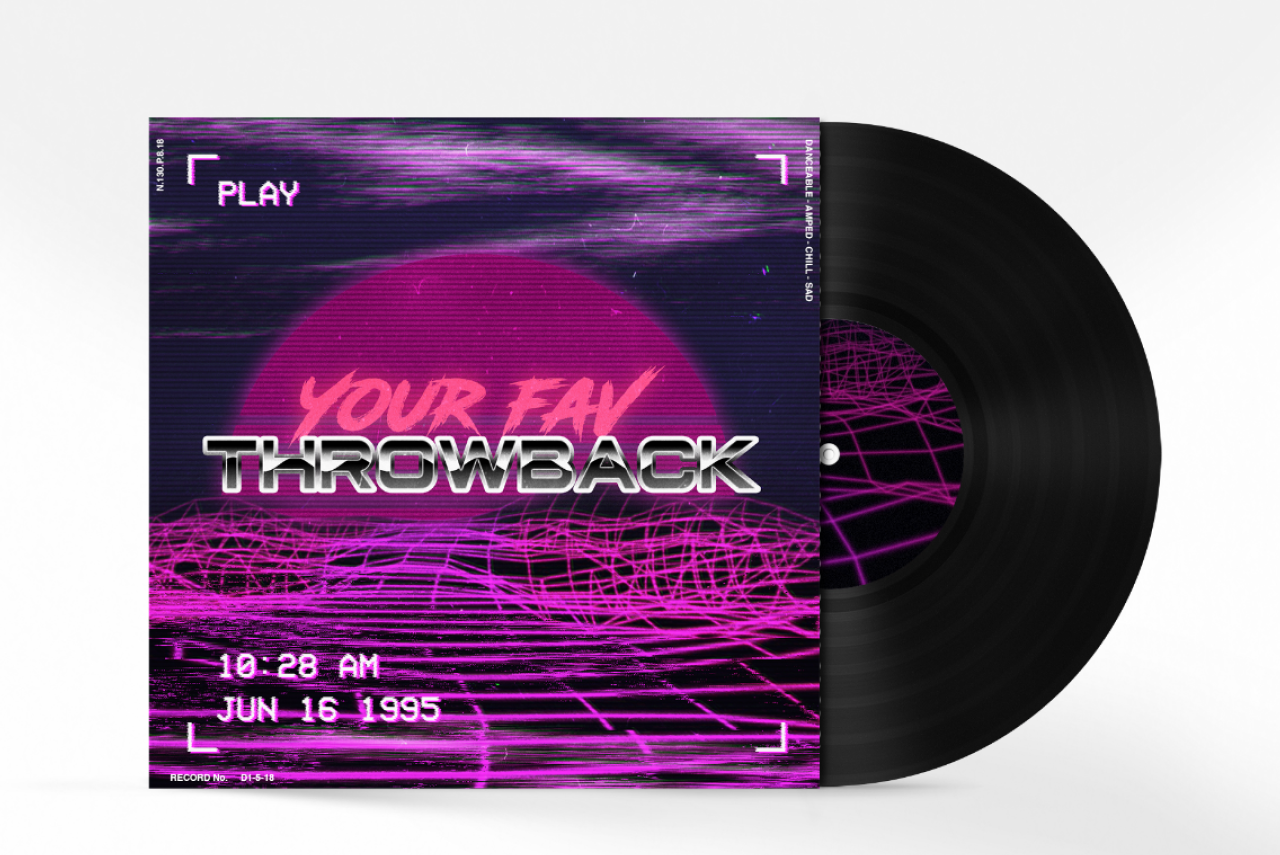 N.130.P.8.18
PLAY
DANCEABLE - AMPED - CHILL - SAD
YOUR FAV
THROWBACK
10:28 AM
JUN 16 1995
RECORD No. D1-5-18